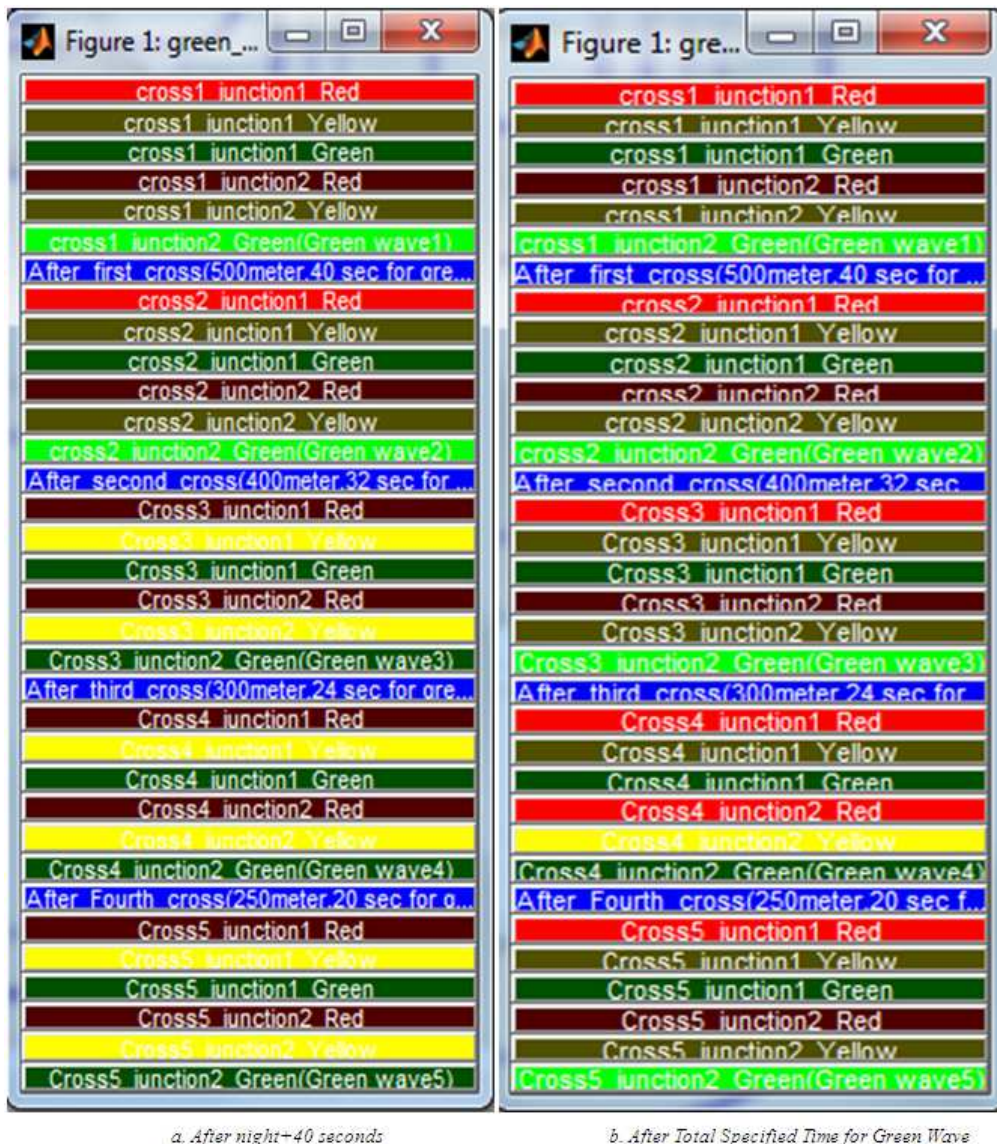 Figure 1: green_...
cross1 junction1 Red
cross1 junction1 Yellow
cross1 junction1 Green
cross1 junction2 Red
cross1 junction2 Yellow
cross1 junction2 Green(Green wave1)
After first cross(500meter,40 sec for gre...
cross2 junction1 Red
cross2 junction1 Yellow
cross2 junction1 Green
cross2 junction2 Red
cross2 junction2 Yellow
cross2 junction2 Green(Green wave2)
After second cross(400meter,32 sec for ...
Cross3 junction1 Red
Cross3 junction1 Yellow
Cross3 junction1 Green
Cross3 junction2 Red
Cross3 junction2 Yellow
Cross3 junction2 Green(Green wave3)
After third cross(300meter,24 sec for gre...
Cross4 junction1 Red
Cross4 junction1 Yellow
Cross4 junction1 Green
Cross4 junction2 Red
Cross4 junction2 Yellow
Cross4 junction2 Green(Green wave4)
After Fourth cross(250meter,20 sec for g...
Cross5 junction1 Red
Cross5 junction1 Yellow
Cross5 junction1 Green
Cross5 junction2 Red
Cross5 junction2 Yellow
Cross5 junction2 Green(Green wave5)
a. After night+40 seconds
Figure 1: gre...
cross1 junction1 Red
cross1 junction1 Yellow
cross1 junction1 Green
cross1 junction2 Red
cross1 junction2 Yellow
cross1 junction2 Green(Green wave1)
After first cross(500meter,40 sec for ...
cross2 junction1 Red
cross2 junction1 Yellow
cross2 junction1 Green
cross2 junction2 Red
cross2 junction2 Yellow
cross2 junction2 Green(Green wave2)
After second cross(400meter,32 sec ...
Cross3 junction1 Red
Cross3 junction1 Yellow
Cross3 junction1 Green
Cross3 junction2 Red
Cross3 junction2 Yellow
Cross3 junction2 Green(Green wave3)
After third cross(300meter,24 sec for ...
Cross4 junction1 Red
Cross4 junction1 Yellow
Cross4 junction1 Green
Cross4 junction2 Red
Cross4 junction2 Yellow
Cross4 junction2 Green(Green wave4)
After Fourth cross(250meter,20 sec f...
Cross5 junction1 Red
Cross5 junction1 Yellow
Cross5 junction1 Green
Cross5 junction2 Red
Cross5 junction2 Yellow
Cross5 junction2 Green(Green wave5)
b. After Total Specified Time for Green Wave